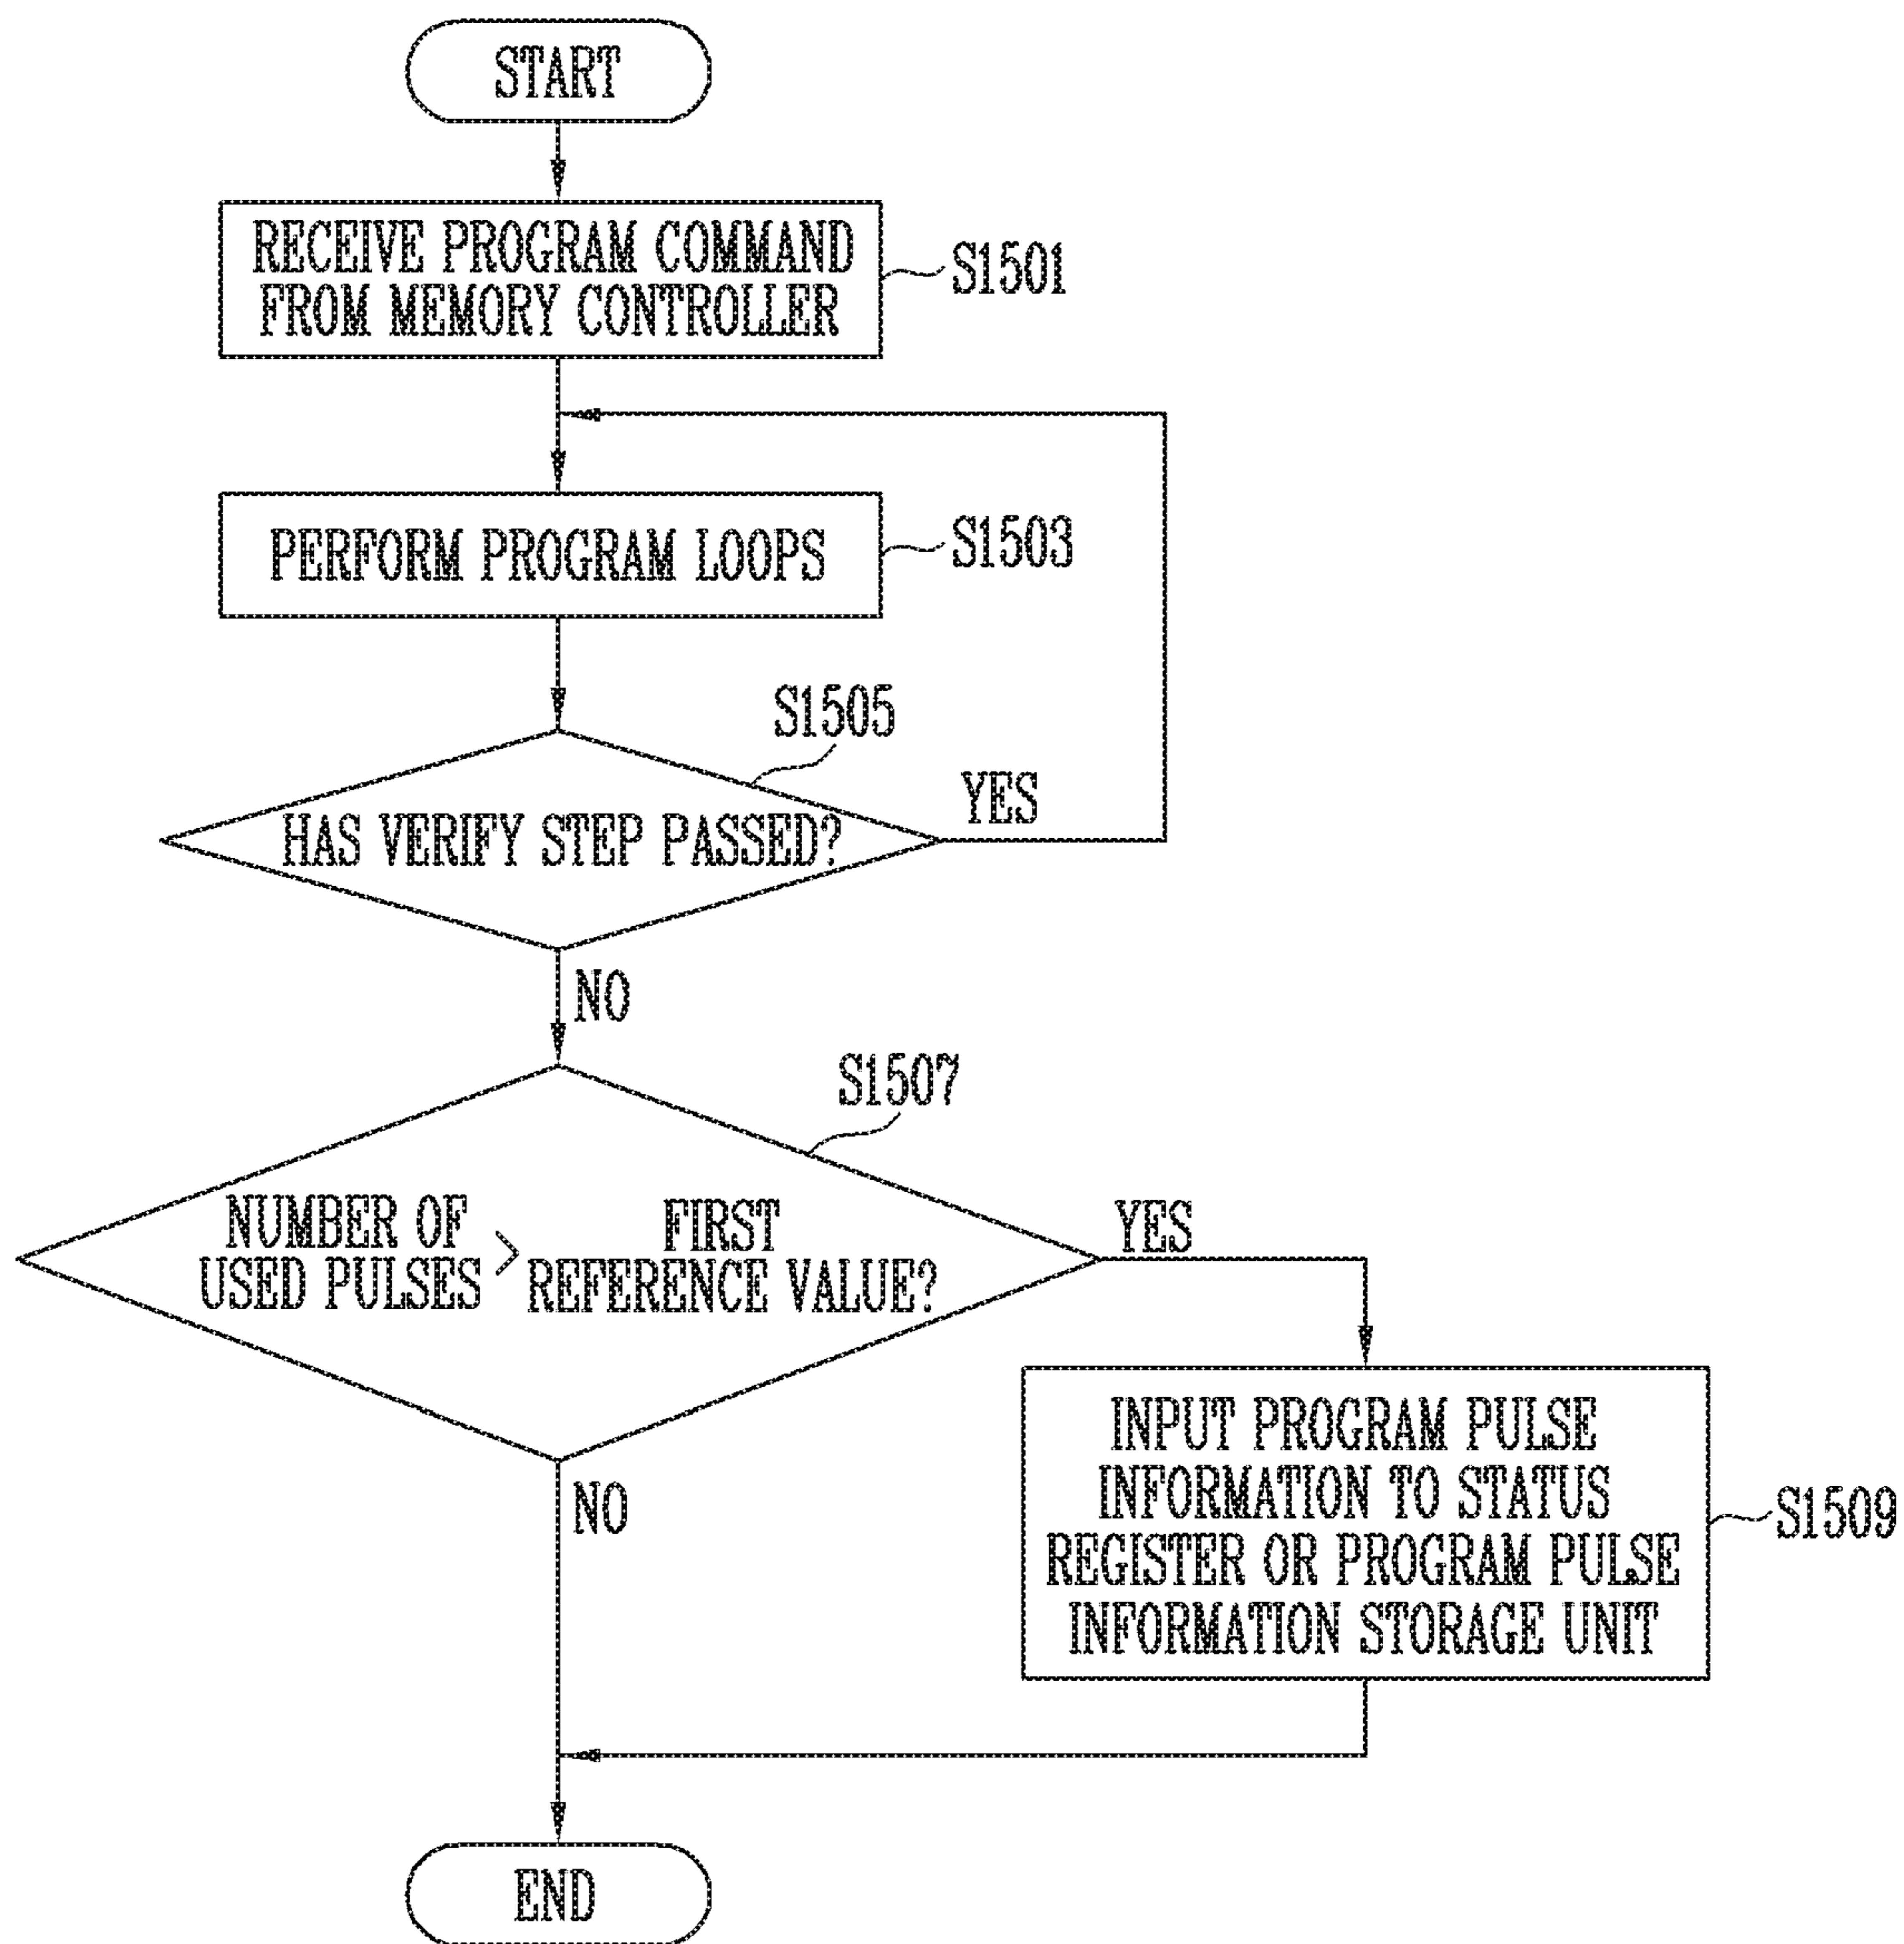 START
RECEIVE PROGRAM COMMAND
FROM MEMORY CONTROLLER
S1501
PERFORM PROGRAM LOOPS
S1503
S1505
HAS VERIFY STEP PASSED?
YES
NO
S1507
NUMBER OF
USED PULSES
>
FIRST
REFERENCE VALUE?
YES
NO
INPUT PROGRAM PULSE
INFORMATION TO STATUS
REGISTER OR PROGRAM PULSE
INFORMATION STORAGE UNIT
S1509
END